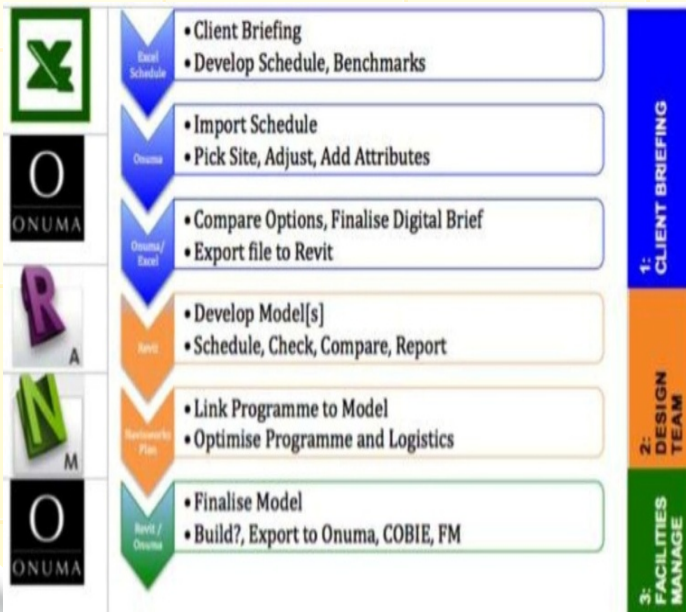 Excel
Schedule
• Client Briefing
• Develop Schedule, Benchmarks
O
ONUMA
Onuma
• Import Schedule
• Pick Site, Adjust, Add Attributes
Onuma/
Excel
• Compare Options, Finalise Digital Brief
• Export file to Revit
1:
CLIENT BRIEFING
R
A
Revit
• Develop Model[s]
• Schedule, Check, Compare, Report
N
M
Navisworks
Plan
• Link Programme to Model
• Optimise Programme and Logistics
2:
DESIGN
TEAM
O
ONUMA
Revit /
Onuma
• Finalise Model
• Build?, Export to Onuma, COBIE, FM
3:
FACILITIES
MANAGE